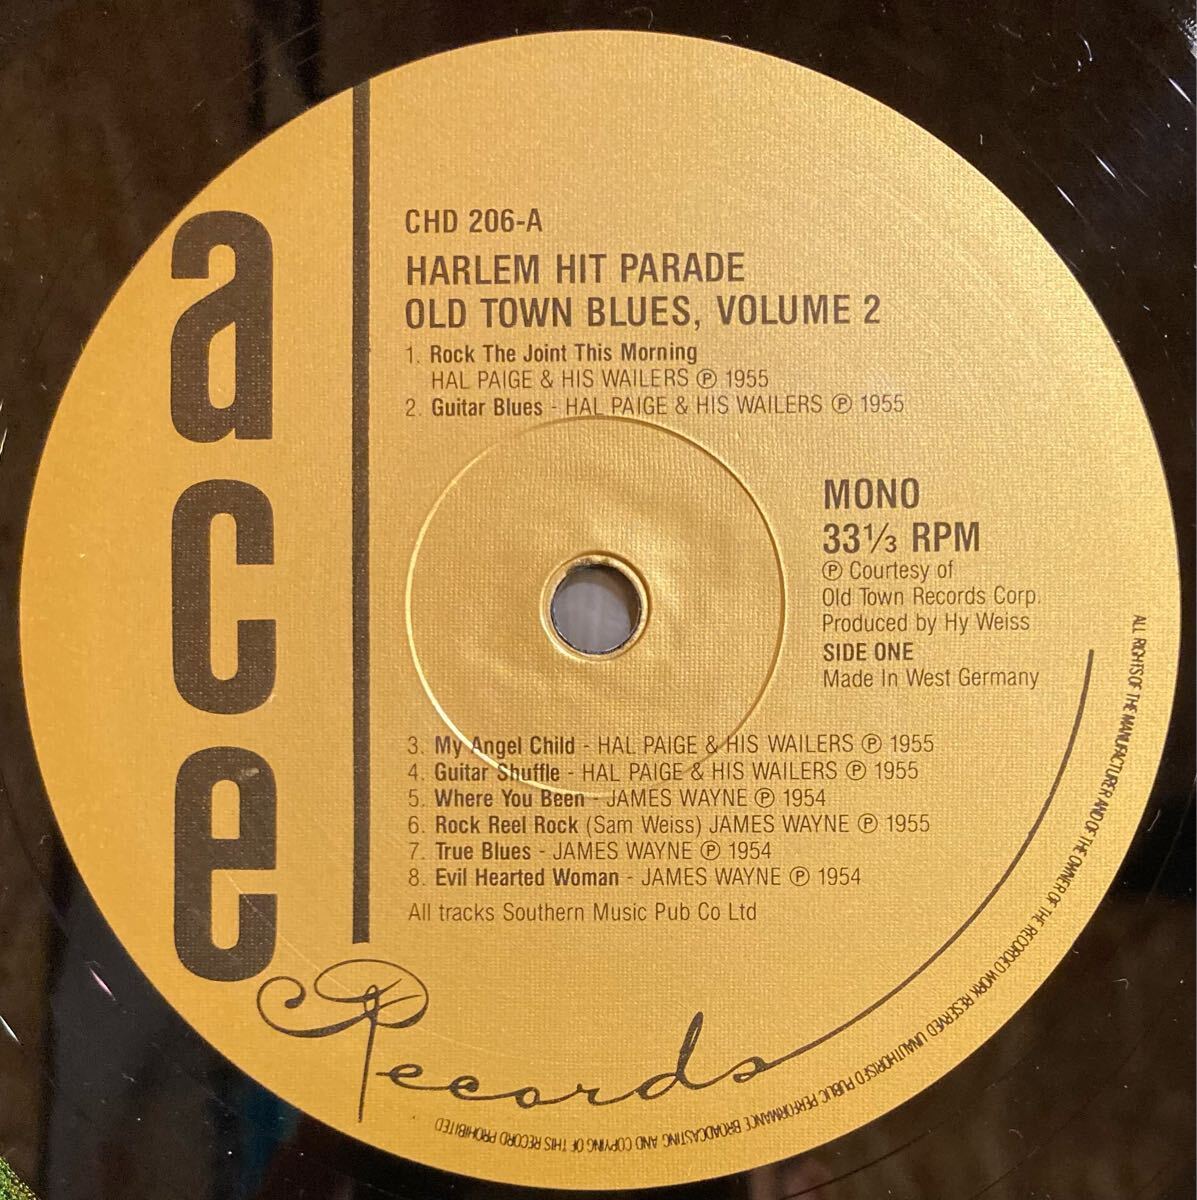 ace
Records
CHD 206-A
HARLEM HIT PARADE
OLD TOWN BLUES, VOLUME 2
1. Rock The Joint This Morning
HAL PAIGE & HIS WAILERS ℗ 1955
2. Guitar Blues - HAL PAIGE & HIS WAILERS ℗ 1955
MONO
33⅓ RPM
℗ Courtesy of
Old Town Records Corp.
Produced by Hy Weiss
SIDE ONE
Made In West Germany
3. My Angel Child - HAL PAIGE & HIS WAILERS ℗ 1955
4. Guitar Shuffle - HAL PAIGE & HIS WAILERS ℗ 1955
5. Where You Been - JAMES WAYNE ℗ 1954
6. Rock Reel Rock (Sam Weiss) JAMES WAYNE ℗ 1955
7. True Blues - JAMES WAYNE ℗ 1954
8. Evil Hearted Woman - JAMES WAYNE ℗ 1954
All tracks Southern Music Pub Co Ltd
ALL RIGHTS OF THE MANUFACTURER AND OF THE OWNER OF THE RECORDED WORK RESERVED UNAUTHORISED PUBLIC PERFORMANCE BROADCASTING AND COPYING OF THIS RECORD PROHIBITED